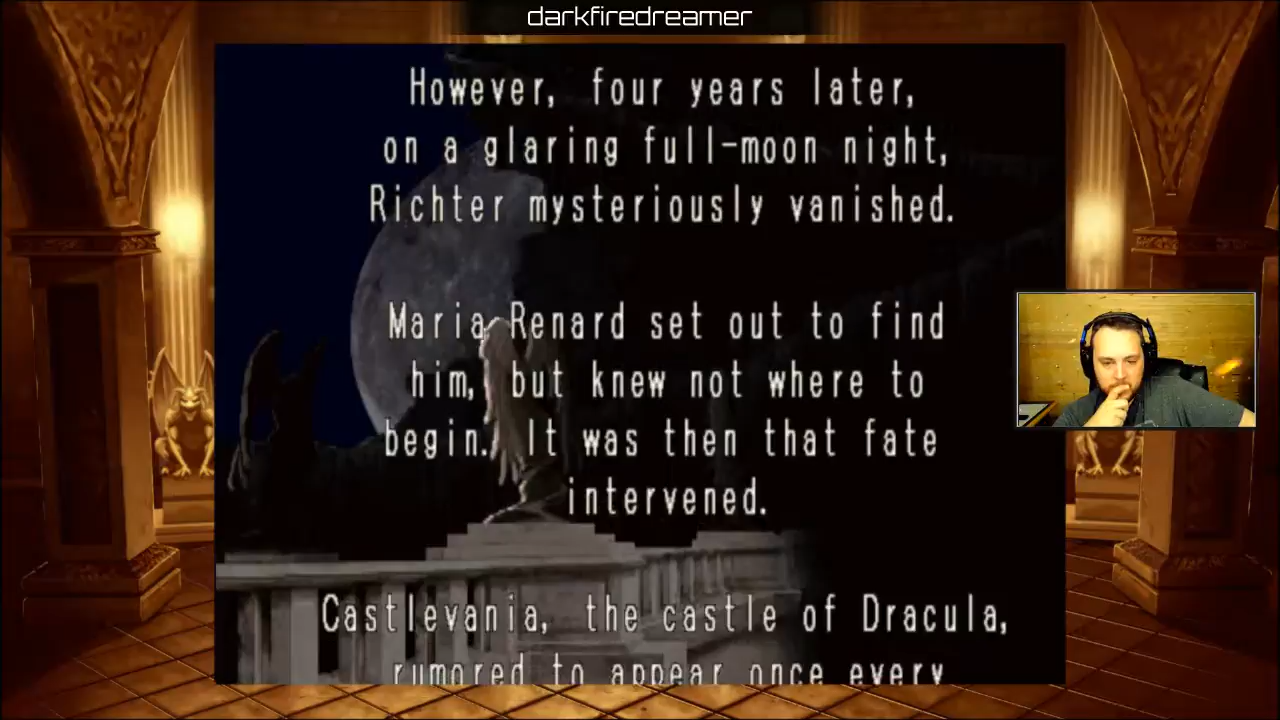 darkfiredreamer
However, four years later,
on a glaring full-moon night,
Richter mysteriously vanished.
Maria Renard set out to find
him, but knew not where to
begin. It was then that fate
intervened.
Castlevania, the castle of Dracula,
rumored to appear once every